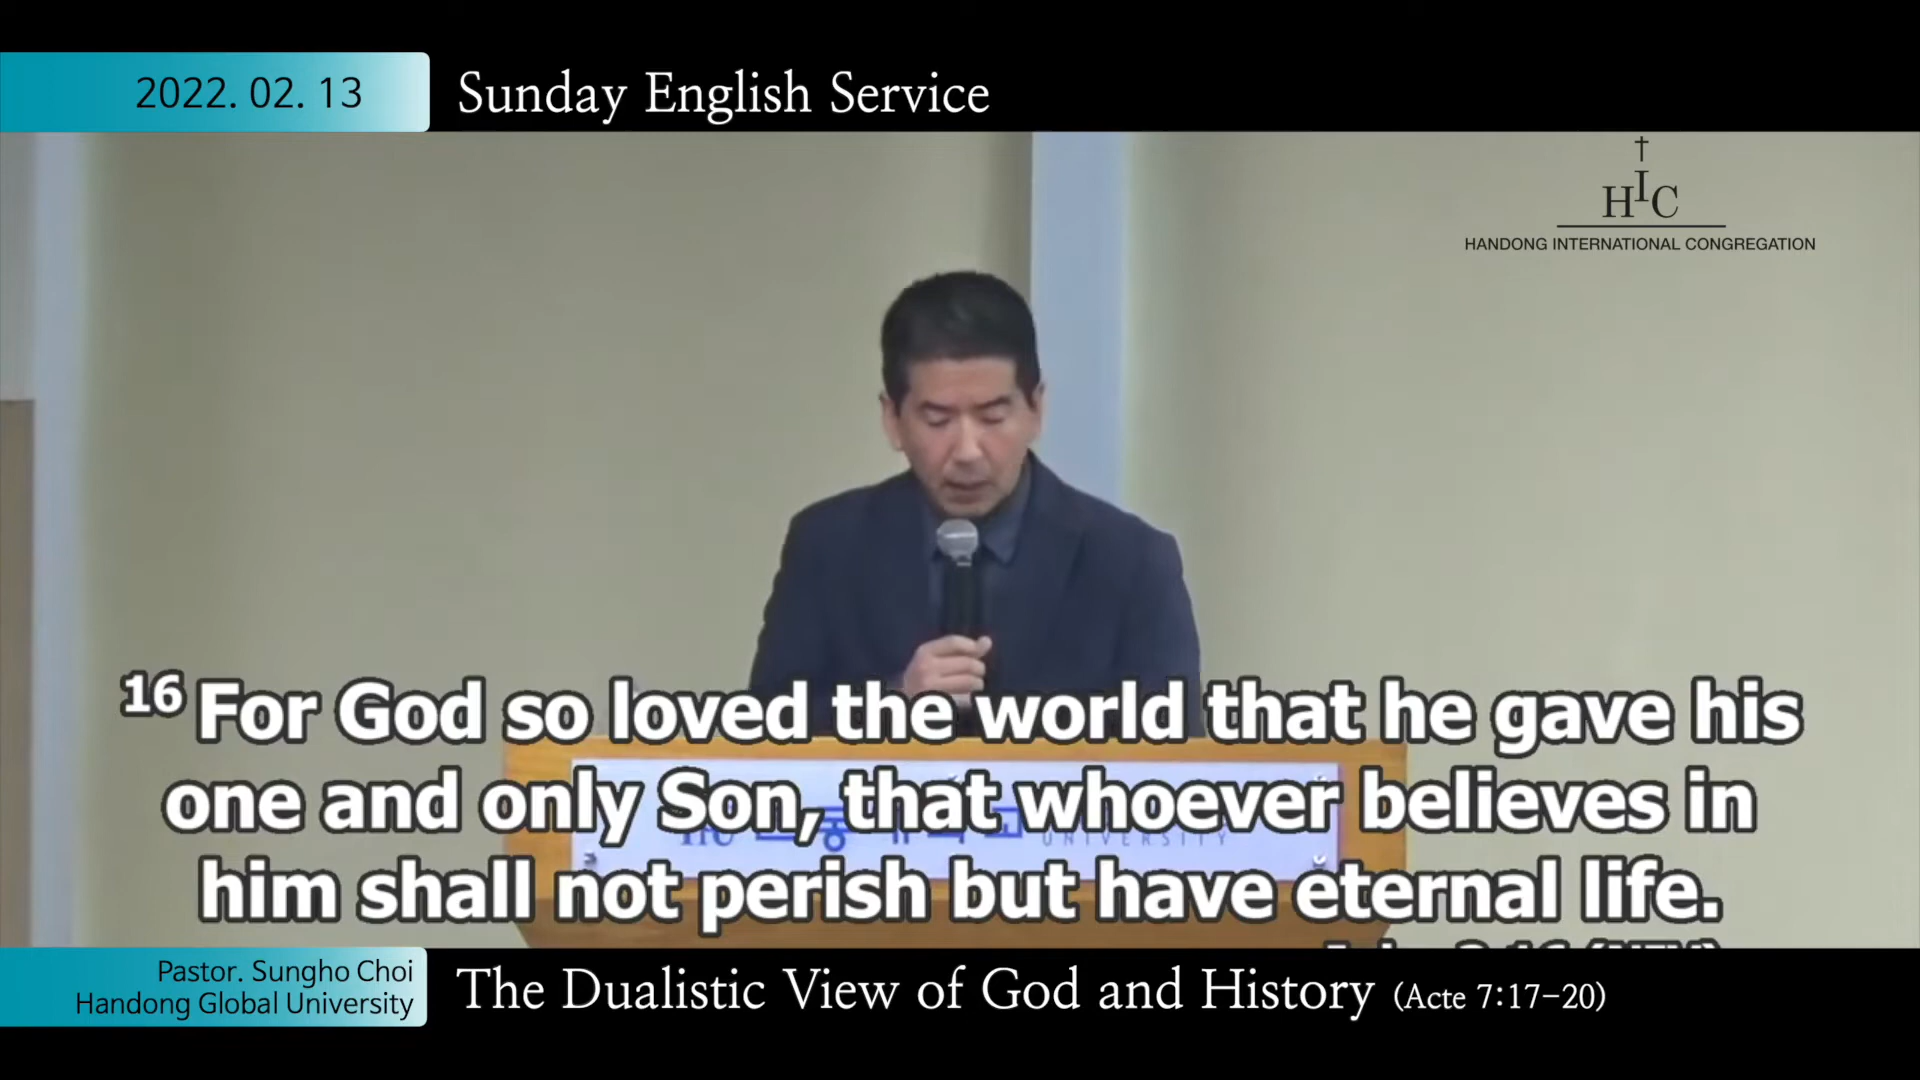 2022. 02. 13
Sunday English Service
HIC
HANDONG INTERNATIONAL CONGREGATION
16 For God so loved the world that he gave his
one and only Son, that whoever believes in
him shall not perish but have eternal life.
UNIVERSITY
Pastor. Sungho Choi
Handong Global University
The Dualistic View of God and History (Acte 7:17-20)